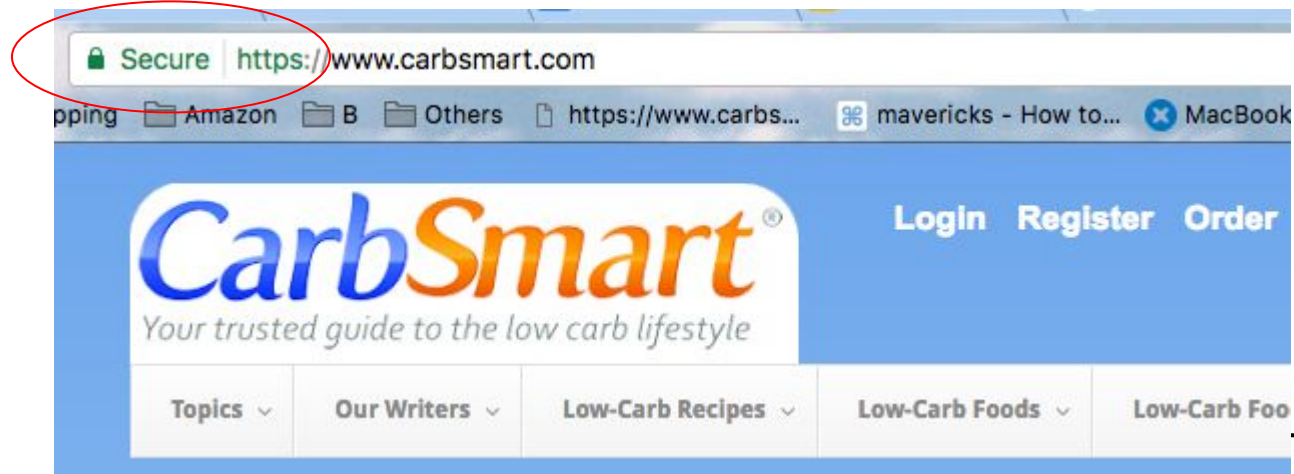 Secure https://www.carbsmart.com
pping Amazon B Others https://www.carbs... mavericks - How to... MacBook
CarbSmart®
Login Register Order
Your trusted guide to the low carb lifestyle
Topics Our Writers Low-Carb Recipes Low-Carb Foods Low-Carb Foo